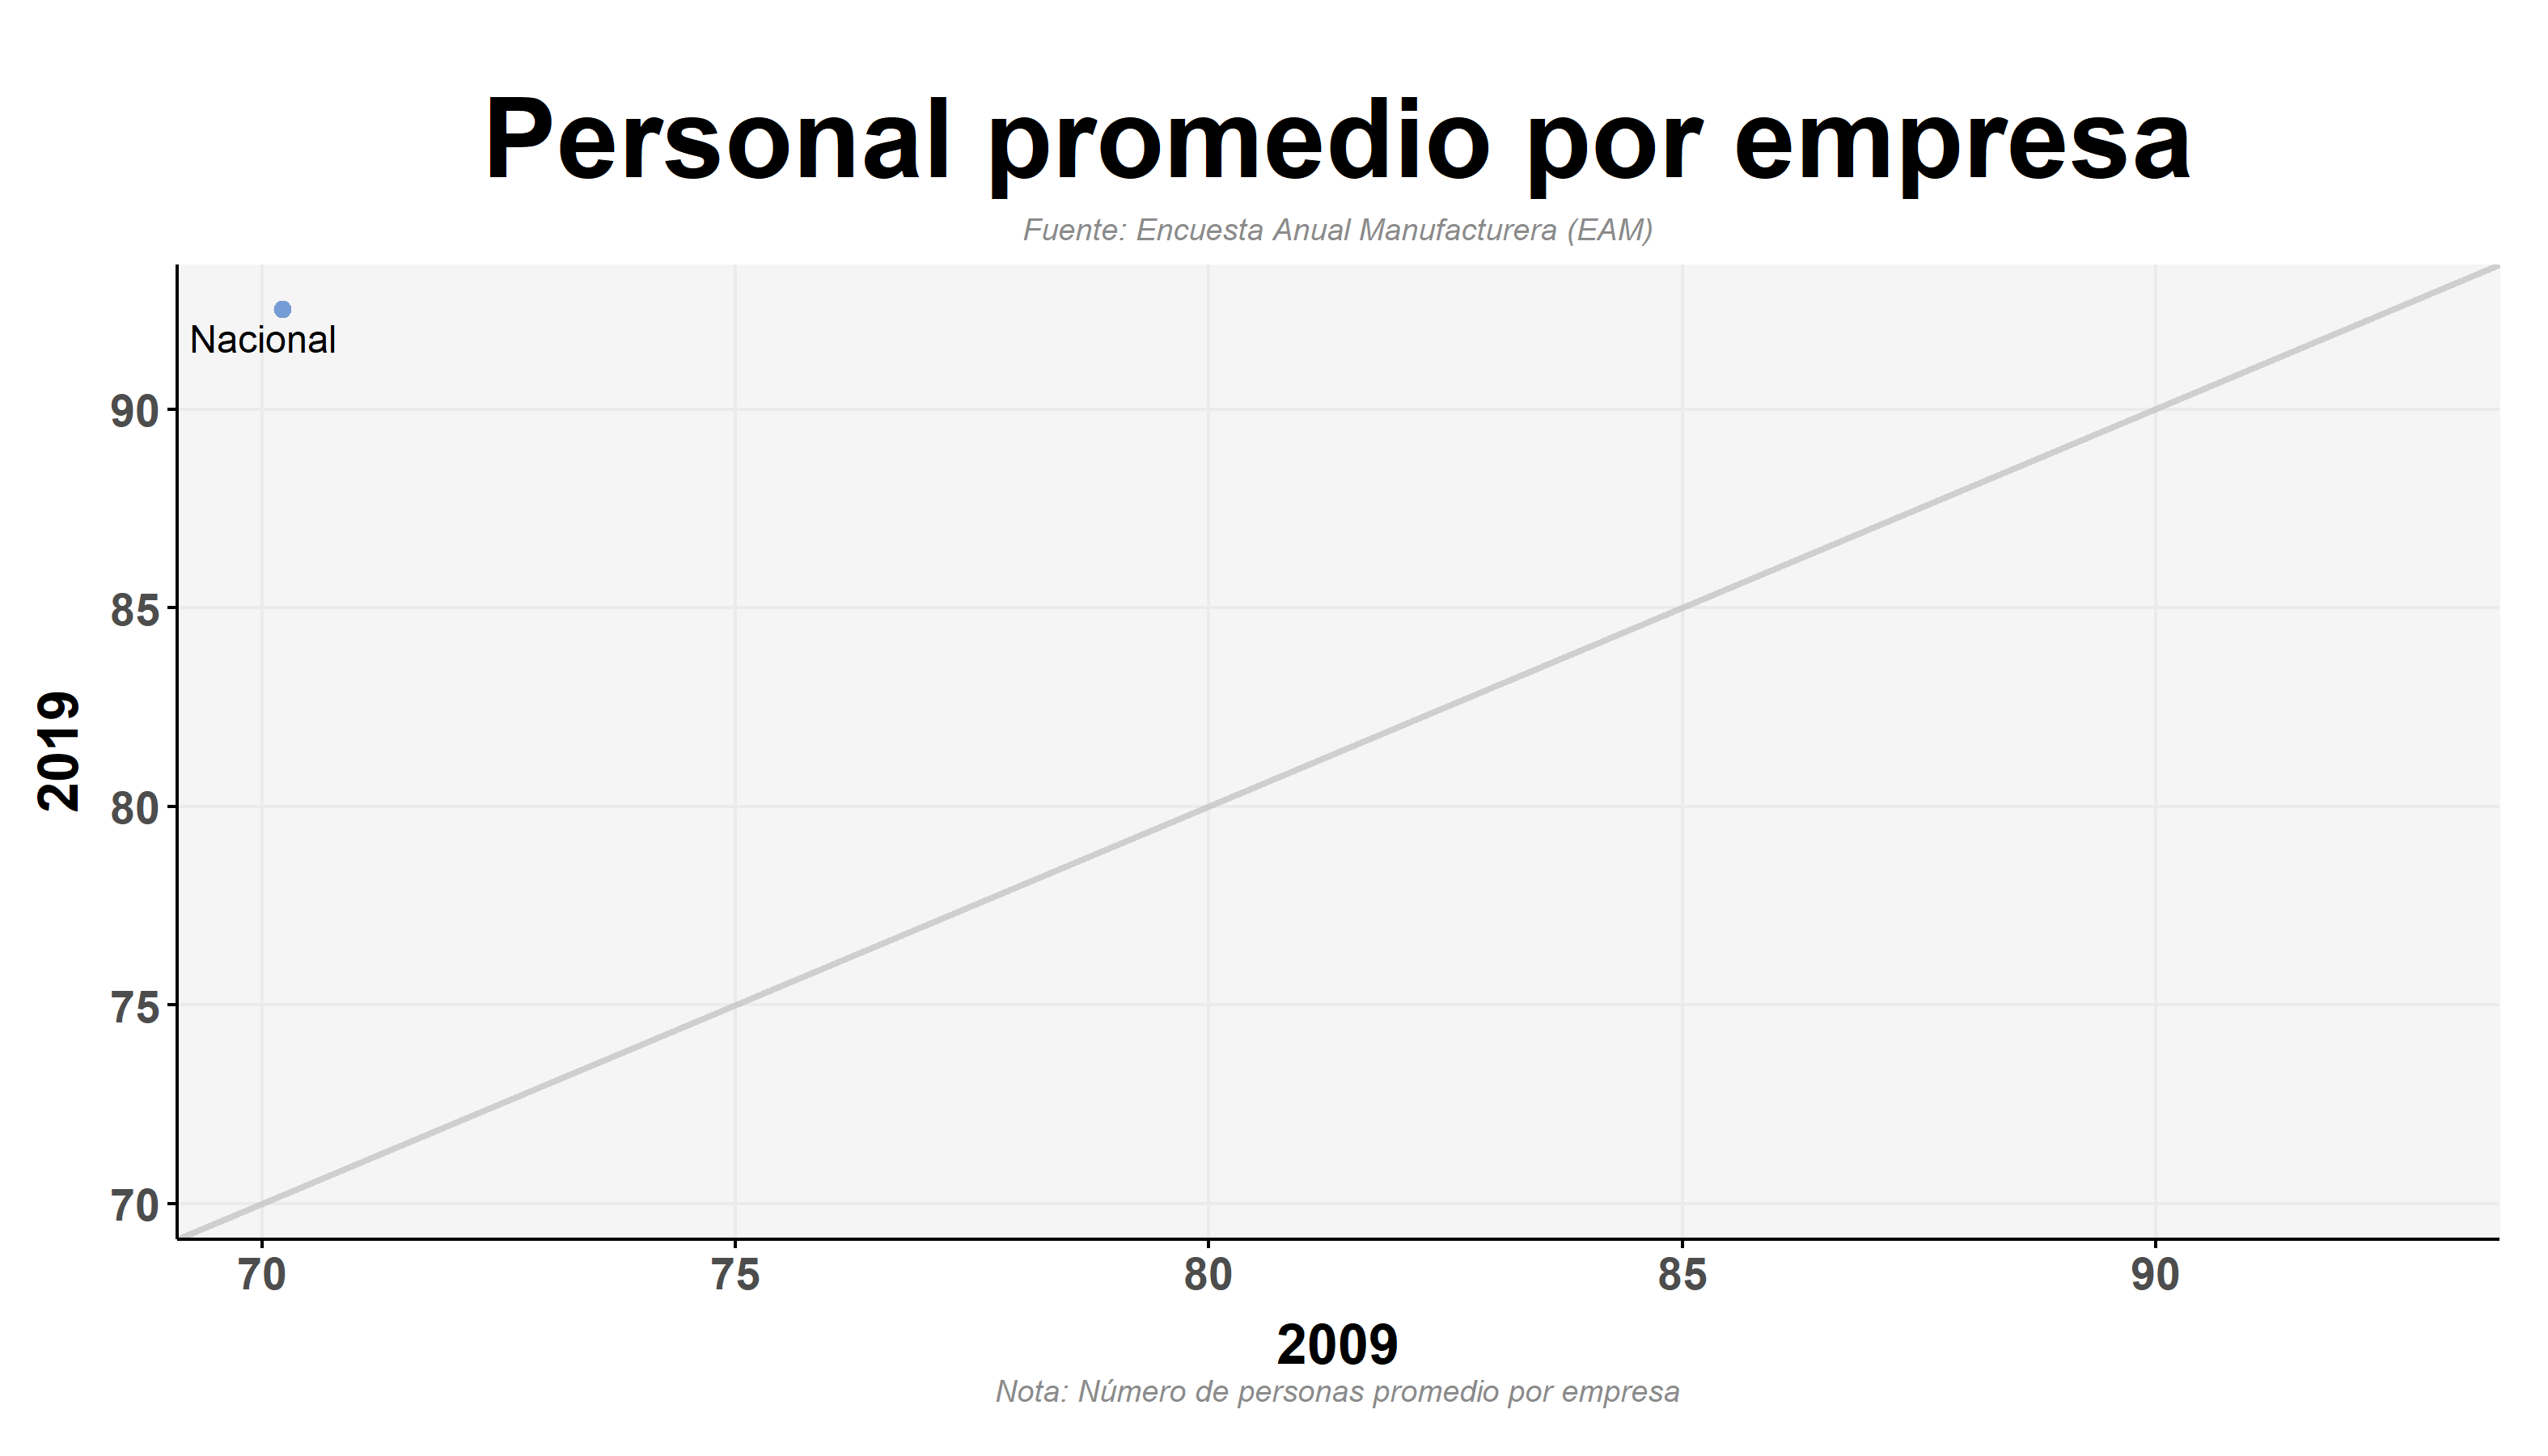 Personal promedio por empresa
Fuente: Encuesta Anual Manufacturera (EAM)
Nacional
90
85
80
75
70
2019
70 75 80 85 90
2009
Nota: Número de personas promedio por empresa